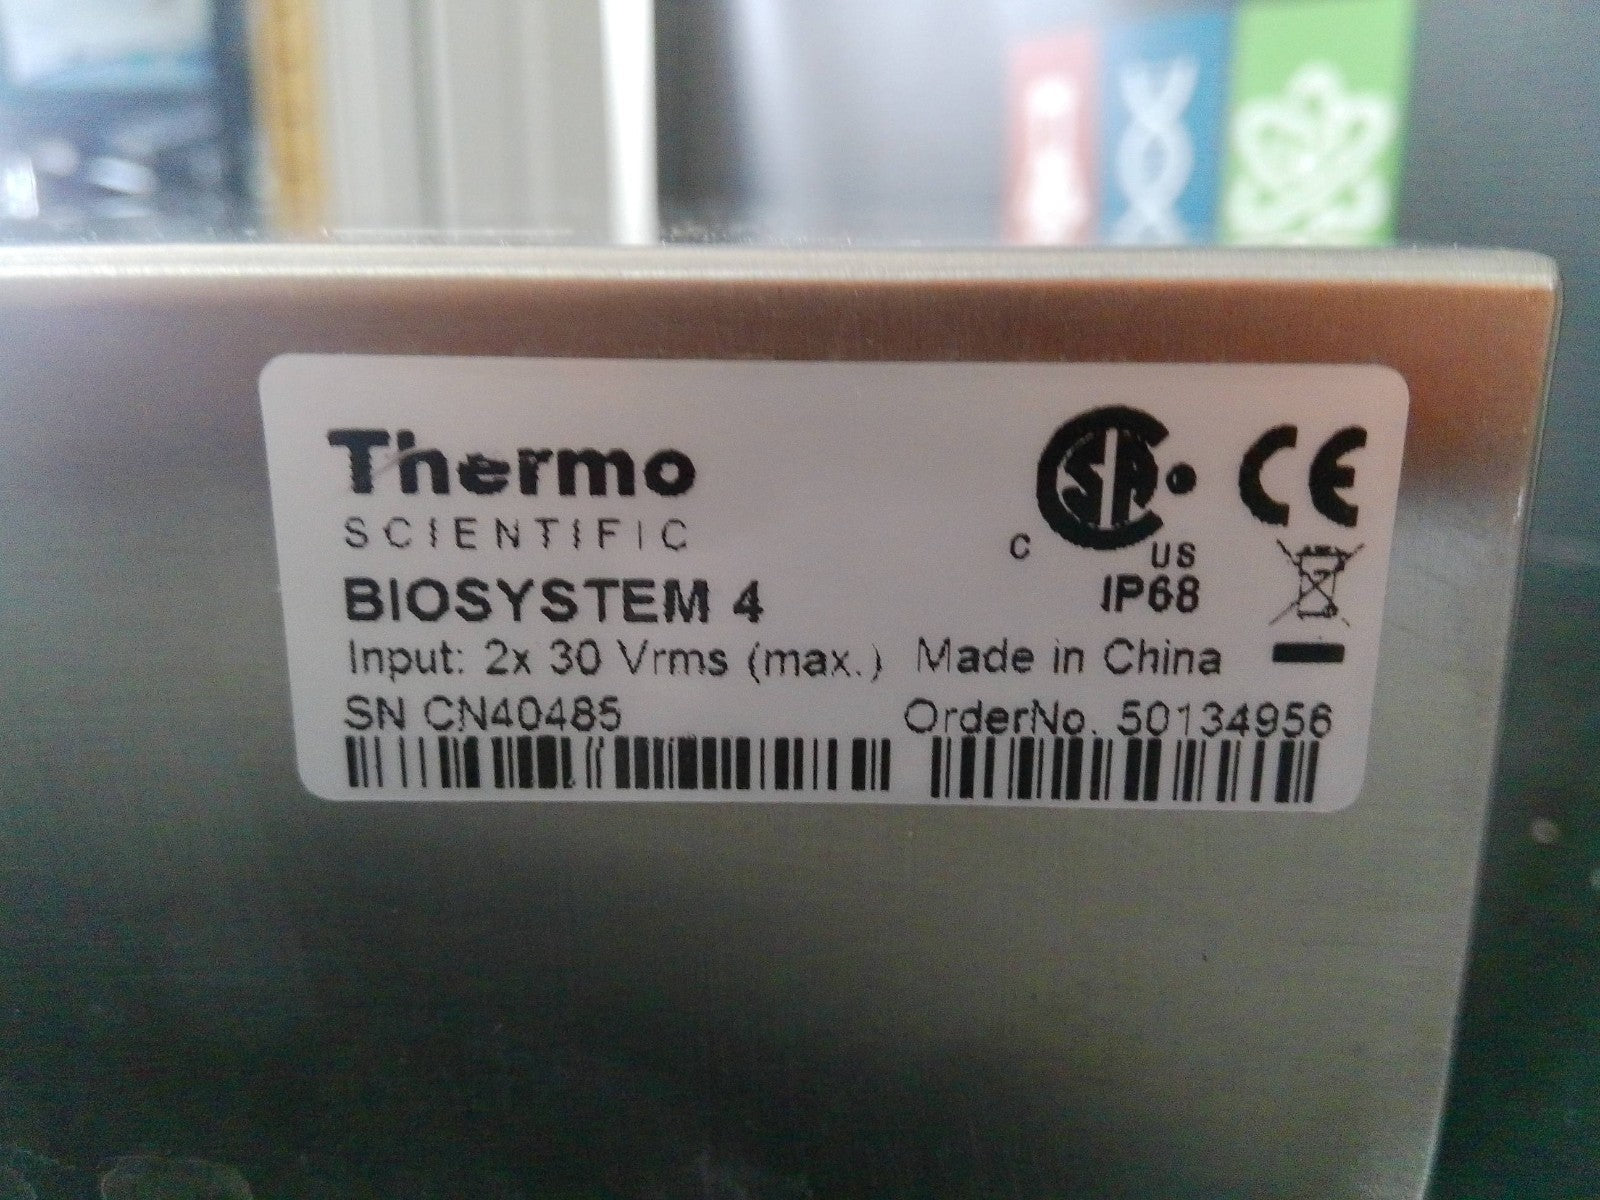 Thermo
SCIENTIFIC
C SA US
CE
BIOSYSTEM 4
IP68
Input: 2x 30 Vrms (max.) Made in China
SN CN40485
OrderNo. 50134956